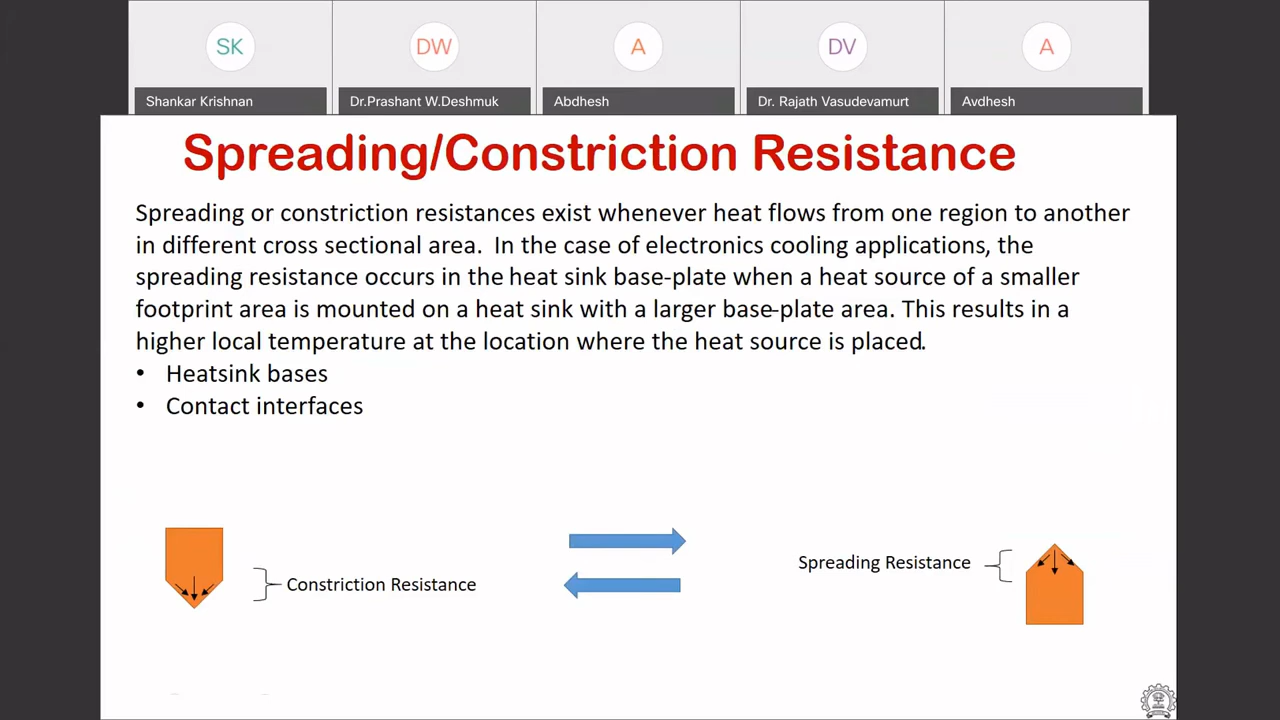 SK DW A DV A
Shankar Krishnan Dr.Prashant W.Deshmuk Abdhesh Dr. Rajath Vasudevamurt Avdhesh
Spreading/Constriction Resistance
Spreading or constriction resistances exist whenever heat flows from one region to another
in different cross sectional area. In the case of electronics cooling applications, the
spreading resistance occurs in the heat sink base-plate when a heat source of a smaller
footprint area is mounted on a heat sink with a larger base-plate area. This results in a
higher local temperature at the location where the heat source is placed.
• Heatsink bases
• Contact interfaces
Spreading Resistance
Constriction Resistance